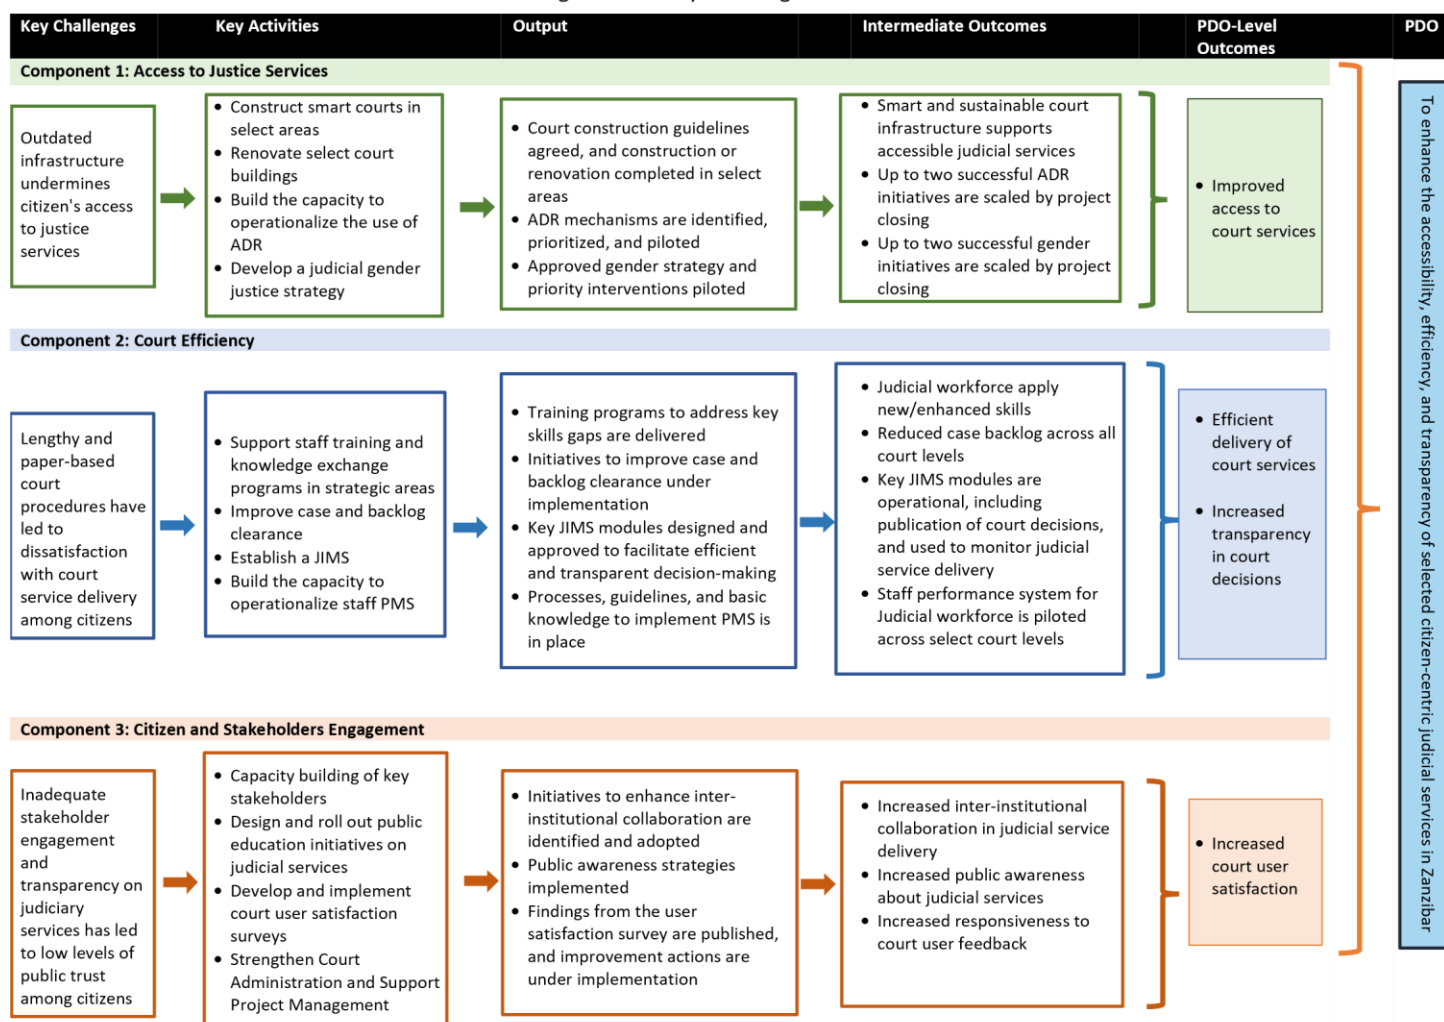 Key Challenges
Key Activities
Output
Intermediate Outcomes
PDO-Level
Outcomes
PDO
Component 1: Access to Justice Services
Outdated
infrastructure
undermines
citizen's access
to justice
services
• Construct smart courts in
select areas
• Renovate select court
buildings
• Build the capacity to
operationalize the use of
ADR
• Develop a judicial gender
justice strategy
• Court construction guidelines
agreed, and construction or
renovation completed in select
areas
• ADR mechanisms are identified,
prioritized, and piloted
• Approved gender strategy and
priority interventions piloted
• Smart and sustainable court
infrastructure supports
accessible judicial services
• Up to two successful ADR
initiatives are scaled by project
closing
• Up to two successful gender
initiatives are scaled by project
closing
• Improved
access to
court services
Component 2: Court Efficiency
Lengthy and
paper-based
court
procedures have
led to
dissatisfaction
with court
service delivery
among citizens
• Support staff training and
knowledge exchange
programs in strategic areas
• Improve case and backlog
clearance
• Establish a JIMS
• Build the capacity to
operationalize staff PMS
• Training programs to address key
skills gaps are delivered
• Initiatives to improve case and
backlog clearance under
implementation
• Key JIMS modules designed and
approved to facilitate efficient
and transparent decision-making
• Processes, guidelines, and basic
knowledge to implement PMS is
in place
• Judicial workforce apply
new/enhanced skills
• Reduced case backlog across all
court levels
• Key JIMS modules are
operational, including
publication of court decisions,
and used to monitor judicial
service delivery
• Staff performance system for
Judicial workforce is piloted
across select court levels
• Efficient
delivery of
court services
• Increased
transparency
in court
decisions
Component 3: Citizen and Stakeholders Engagement
Inadequate
stakeholder
engagement
and
transparency on
judiciary
services has led
to low levels of
public trust
among citizens
• Capacity building of key
stakeholders
• Design and roll out public
education initiatives on
judicial services
• Develop and implement
court user satisfaction
surveys
• Strengthen Court
Administration and Support
Project Management
• Initiatives to enhance inter-
institutional collaboration are
identified and adopted
• Public awareness strategies
implemented
• Findings from the user
satisfaction survey are published,
and improvement actions are
under implementation
• Increased inter-institutional
collaboration in judicial service
delivery
• Increased public awareness
about judicial services
• Increased responsiveness to
court user feedback
• Increased
court user
satisfaction
To enhance the accessibility, efficiency, and transparency of selected citizen-centric judicial services in Zanzibar